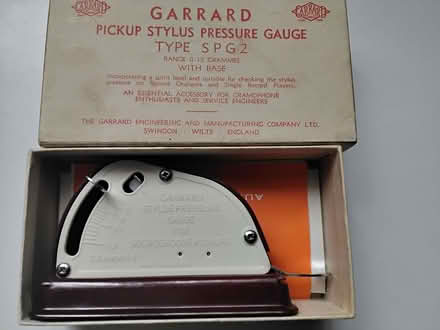 GARRARD GARRARD GARRARD
PICKUP STYLUS PRESSURE GAUGE
TYPE SPG2
RANGE 0-15 GRAMMES
WITH BASE
Incorporating a spirit level and suitable for checking the stylus
pressure on Record Changers and Single Record Players.
AN ESSENTIAL ACCESSORY FOR GRAMOPHONE
ENTHUSIASTS AND SERVICE ENGINEERS
THE GARRARD ENGINEERING AND MANUFACTURING COMPANY LTD.
SWINDON WILTS ENGLAND
GARRARD
STYLUS PRESSURE
GAUGE